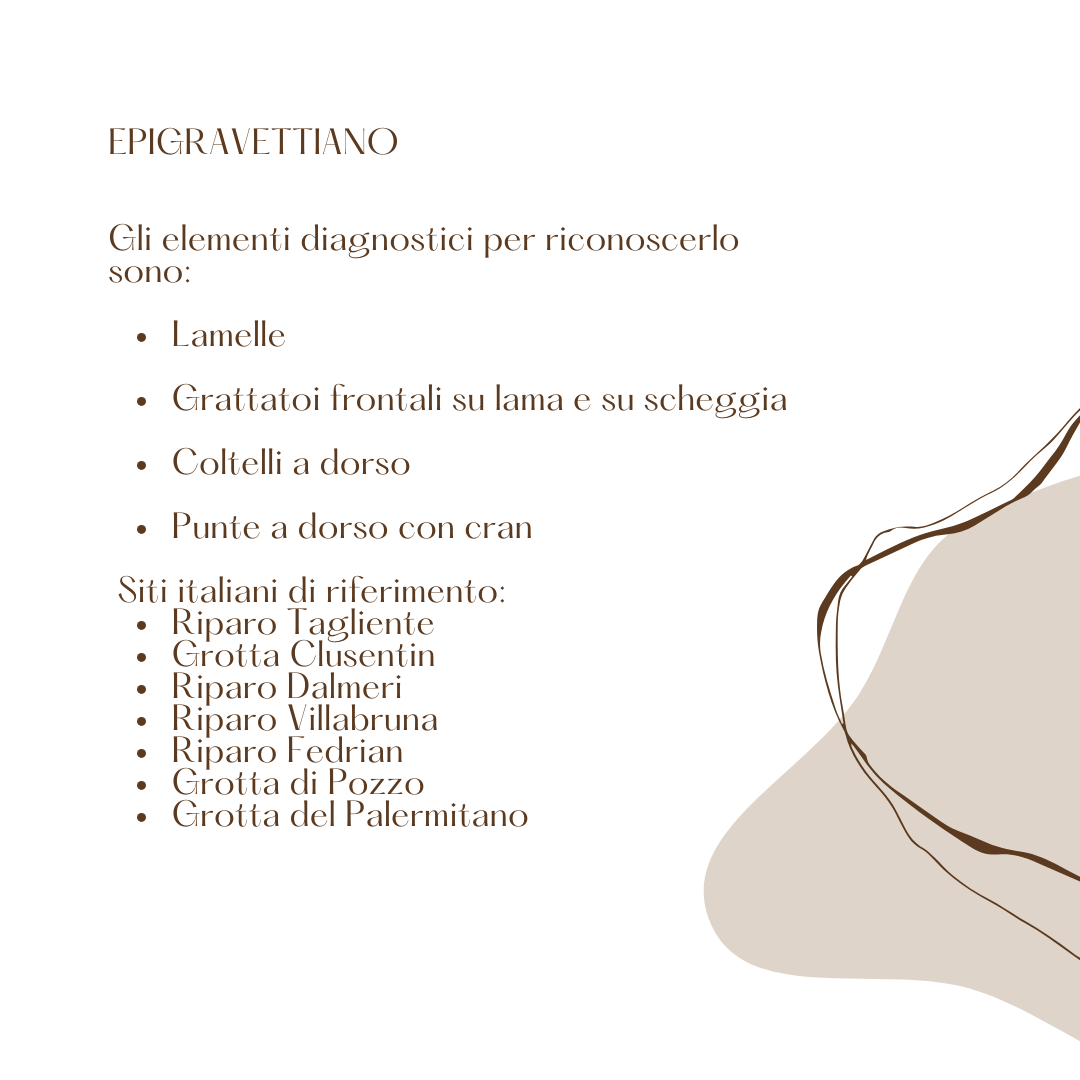 EPIGRAVETTIANO
Gli elementi diagnostici per riconoscerlo
sono:
• Lamelle
• Grattatoi frontali su lama e su scheggia
• Coltelli a dorso
• Punte a dorso con cran
Siti italiani di riferimento:
• Riparo Tagliente
• Grotta Clusentin
• Riparo Dalmeri
• Riparo Villabruna
• Riparo Fedrian
• Grotta di Pozzo
• Grotta del Palermitano